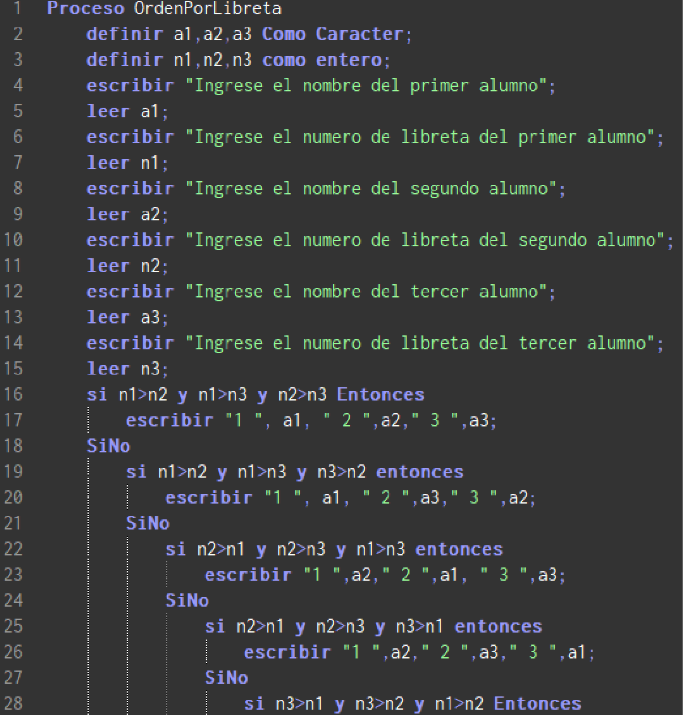 1 Proceso OrdenPorLibreta
2 definir a1,a2,a3 Como Caracter;
3 definir n1,n2,n3 como entero;
4 escribir "Ingrese el nombre del primer alumno";
5 leer a1;
6 escribir "Ingrese el numero de libreta del primer alumno";
7 leer n1;
8 escribir "Ingrese el nombre del segundo alumno";
9 leer a2;
10 escribir "Ingrese el numero de libreta del segundo alumno";
11 leer n2;
12 escribir "Ingrese el nombre del tercer alumno";
13 leer a3;
14 escribir "Ingrese el numero de libreta del tercer alumno";
15 leer n3;
16 si n1>n2 y n1>n3 y n2>n3 Entonces
17 escribir "1 ", a1, " 2 ",a2," 3 ",a3;
18 SiNo
19 si n1>n2 y n1>n3 y n3>n2 entonces
20 escribir "1 ", a1, " 2 ",a3," 3 ",a2;
21 SiNo
22 si n2>n1 y n2>n3 y n1>n3 entonces
23 escribir "1 ",a2," 2 ",a1, " 3 ",a3;
24 SiNo
25 si n2>n1 y n2>n3 y n3>n1 entonces
26 escribir "1 ",a2," 2 ",a3," 3 ",a1;
27 SiNo
28 si n3>n1 y n3>n2 y n1>n2 Entonces